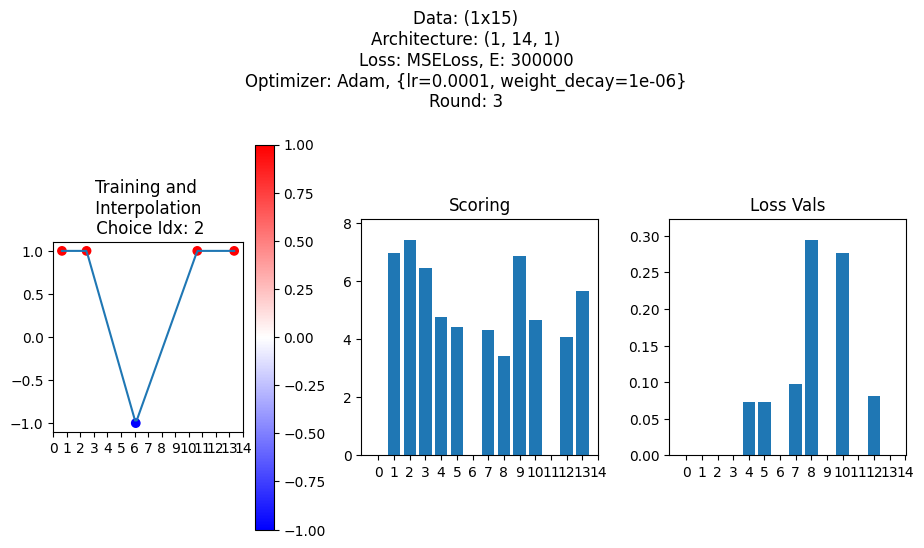 Data: (1x15)
Architecture: (1, 14, 1)
Loss: MSELoss, E: 300000
Optimizer: Adam, {lr=0.0001, weight_decay=1e-06}
Round: 3
Training and
Interpolation
Choice Idx: 2
1.0
0.5
0.0
−0.5
−1.0
0 1 2 3 4 5 6 7 8 9 10 11 12 13 14
1.00
0.75
0.50
0.25
0.00
−0.25
−0.50
−0.75
−1.00
Scoring
8
6
4
2
0
0 1 2 3 4 5 6 7 8 9 10 11 12 13 14
Loss Vals
0.30
0.25
0.20
0.15
0.10
0.05
0.00
0 1 2 3 4 5 6 7 8 9 10 11 12 13 14